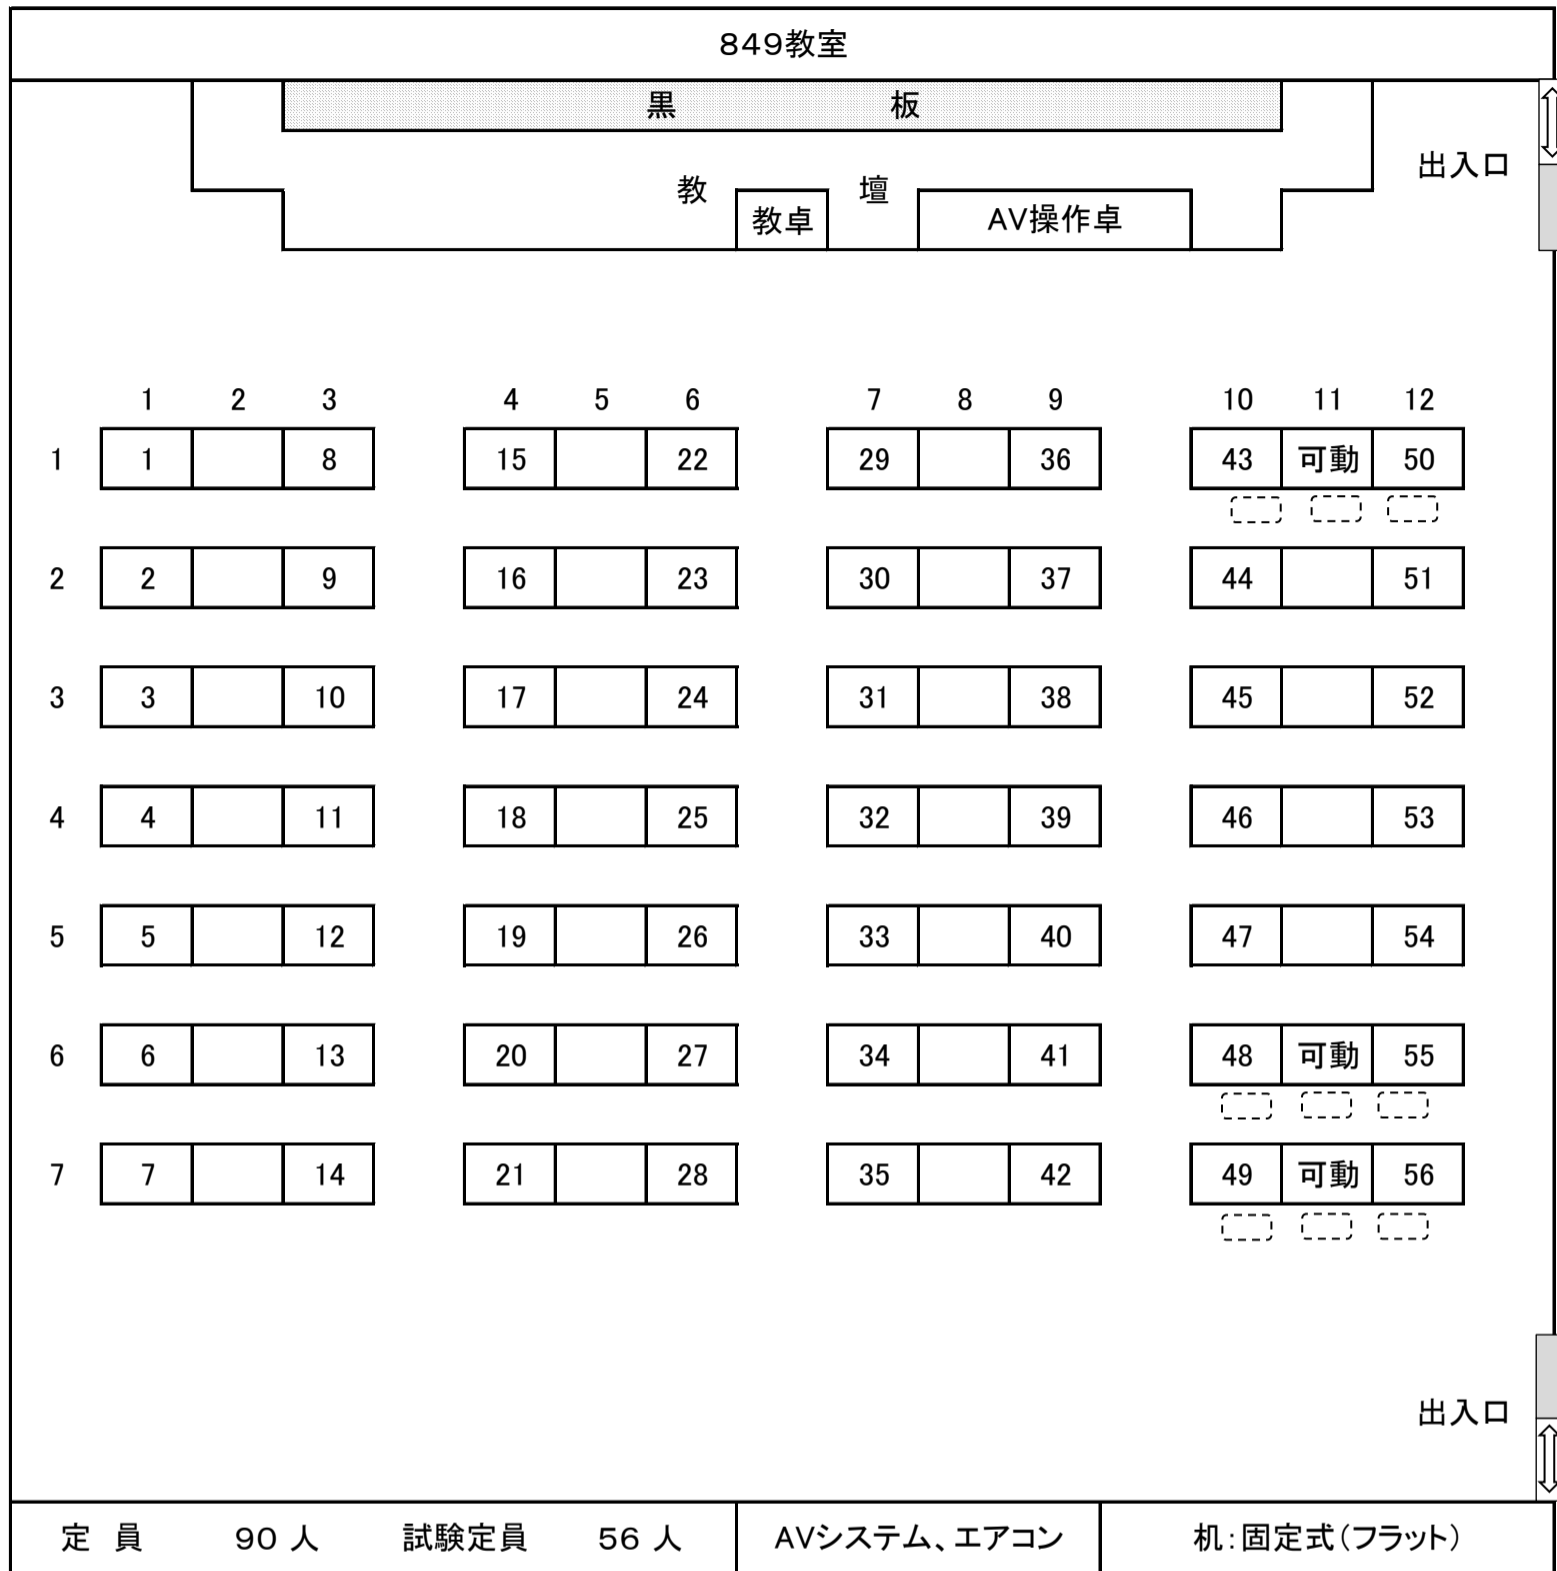 849教室
黒 板
出入口
教 壇
教卓 AV操作卓
1 2 3 4 5 6 7 8 9 10 11 12
1 1 8 15 22 29 36 43 可動 50
2 2 9 16 23 30 37 44 51
3 3 10 17 24 31 38 45 52
4 4 11 18 25 32 39 46 53
5 5 12 19 26 33 40 47 54
6 6 13 20 27 34 41 48 可動 55
7 7 14 21 28 35 42 49 可動 56
出入口
定 員 90 人 試験定員 56 人 AVシステム、エアコン 机:固定式(フラット)